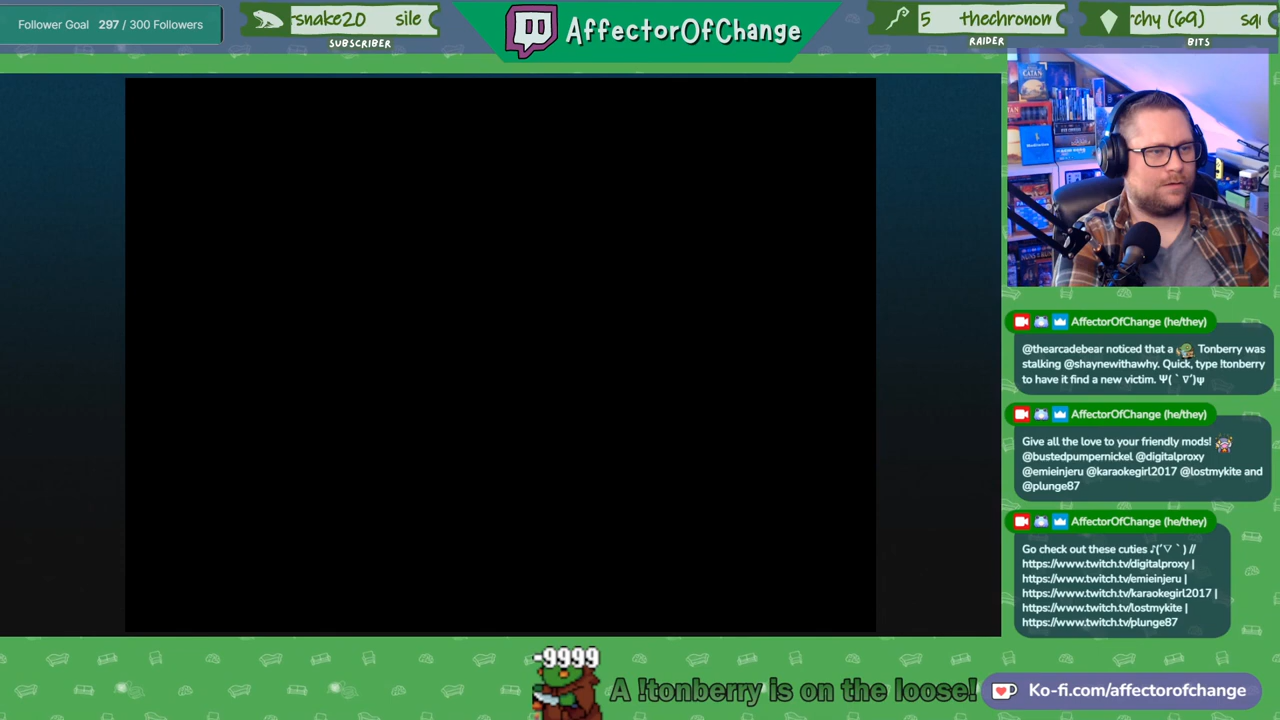 Follower Goal 297 / 300 Followers
snake20 sile
SUBSCRIBER
AffectorOfChange
5 thechronom
RAIDER
rchy (69)
BITS
CATAN
AffectorOfChange (he/they)
@thearcadebear noticed that a Tonberry was
stalking @shaynewithawhy. Quick, type !tonberry
to have it find a new victim. Ψ(｀∇´)ψ
AffectorOfChange (he/they)
Give all the love to your friendly mods!
@bustedpumpernickel @digitalproxy
@emieinjeru @karaokegirl2017 @lostmykite and
@plunge87
AffectorOfChange (he/they)
Go check out these cuties ♪(´▽｀) //
https://www.twitch.tv/digitalproxy |
https://www.twitch.tv/emieinjeru |
https://www.twitch.tv/karaokegirl2017 |
https://www.twitch.tv/lostmykite |
https://www.twitch.tv/plunge87
-9999
A !tonberry is on the loose!
Ko-fi.com/affectorofchange